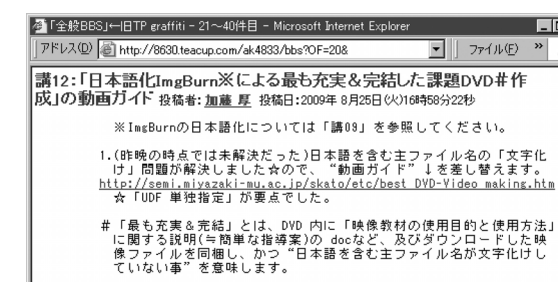 「全般BBS」←旧TP graffiti - 21～40件目 - Microsoft Internet Explorer
アドレス(D) http://8630.teacup.com/ak4833/bbs?OF=20& ファイル(F) »
講12:「日本語化ImgBurn※による最も充実＆完結した課題DVD＃作
成」の動画ガイド 投稿者: 加藤 厚 投稿日:2009年 8月25日(火)16時58分22秒
※ImgBurnの日本語化については「講09」を参照してください。
1.(昨晩の時点では未解決だった)日本語を含む主ファイル名の「文字化
け」問題が解決しましたので、“動画ガイド”↓を差し替えます。
http://semi.miyazaki-mu.ac.jp/skato/etc/best_DVD-Video_making.htm
☆「UDF 単独指定」が要点でした。
＃「最も充実＆完結」とは、DVD 内に「映像教材の使用目的と使用方法」
に関する説明(≒簡単な指導案)の docなど、及びダウンロードした映
像ファイルを同梱し、かつ“日本語を含む主ファイル名が文字化けし
ていない事”を意味します。